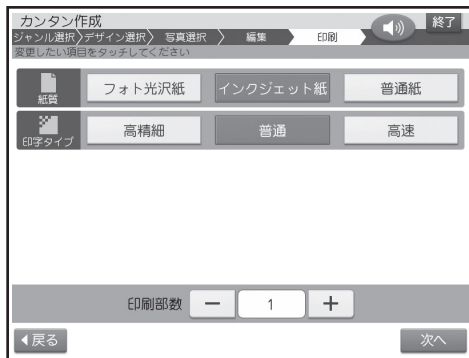 カンタン作成
終了
ジャンル選択〉デザイン選択〉 写真選択 〉 編集 印刷
変更したい項目をタッチしてください
紙質 フォト光沢紙 インクジェット紙 普通紙
印字タイプ 高精細 普通 高速
印刷部数 － 1 ＋
戻る 次へ